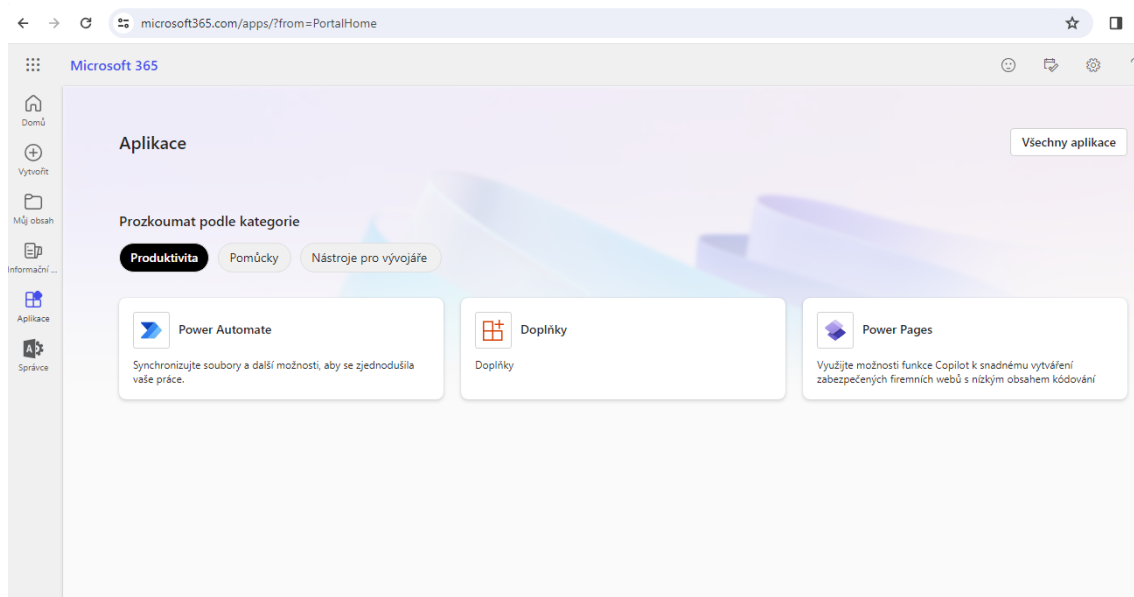 microsoft365.com/apps/?from=PortalHome
Microsoft 365
Domů
Vytvořit
Můj obsah
Informační ...
Aplikace
Správce
Aplikace
Všechny aplikace
Prozkoumat podle kategorie
Produktivita
Pomůcky
Nástroje pro vývojáře
Power Automate
Synchronizujte soubory a další možnosti, aby se zjednodušila
vaše práce.
Doplňky
Doplňky
Power Pages
Využijte možnosti funkce Copilot k snadnému vytváření
zabezpečených firemních webů s nízkým obsahem kódování